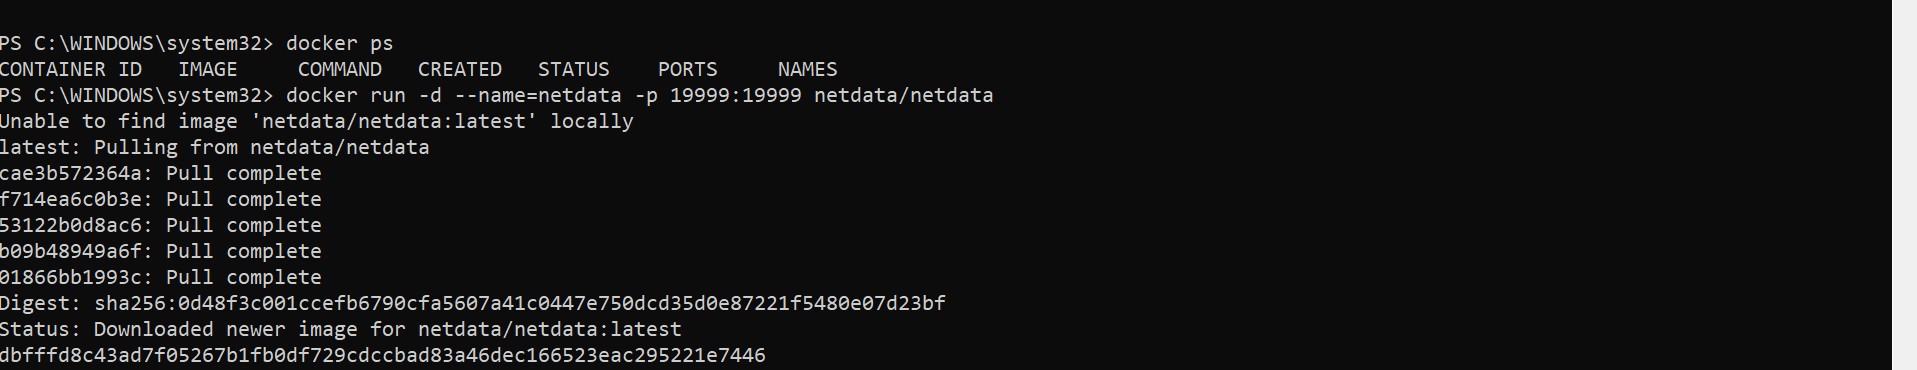 PS C:\WINDOWS\system32> docker ps
CONTAINER ID   IMAGE     COMMAND   CREATED   STATUS    PORTS     NAMES
PS C:\WINDOWS\system32> docker run -d --name=netdata -p 19999:19999 netdata/netdata
Unable to find image 'netdata/netdata:latest' locally
latest: Pulling from netdata/netdata
cae3b572364a: Pull complete
f714ea6c0b3e: Pull complete
53122b0d8ac6: Pull complete
b09b48949a6f: Pull complete
01866bb1993c: Pull complete
Digest: sha256:0d48f3c001ccefb6790cfa5607a41c0447e750dcd35d0e87221f5480e07d23bf
Status: Downloaded newer image for netdata/netdata:latest
dbfffd8c43ad7f05267b1fb0df729cdccbad83a46dec166523eac295221e7446